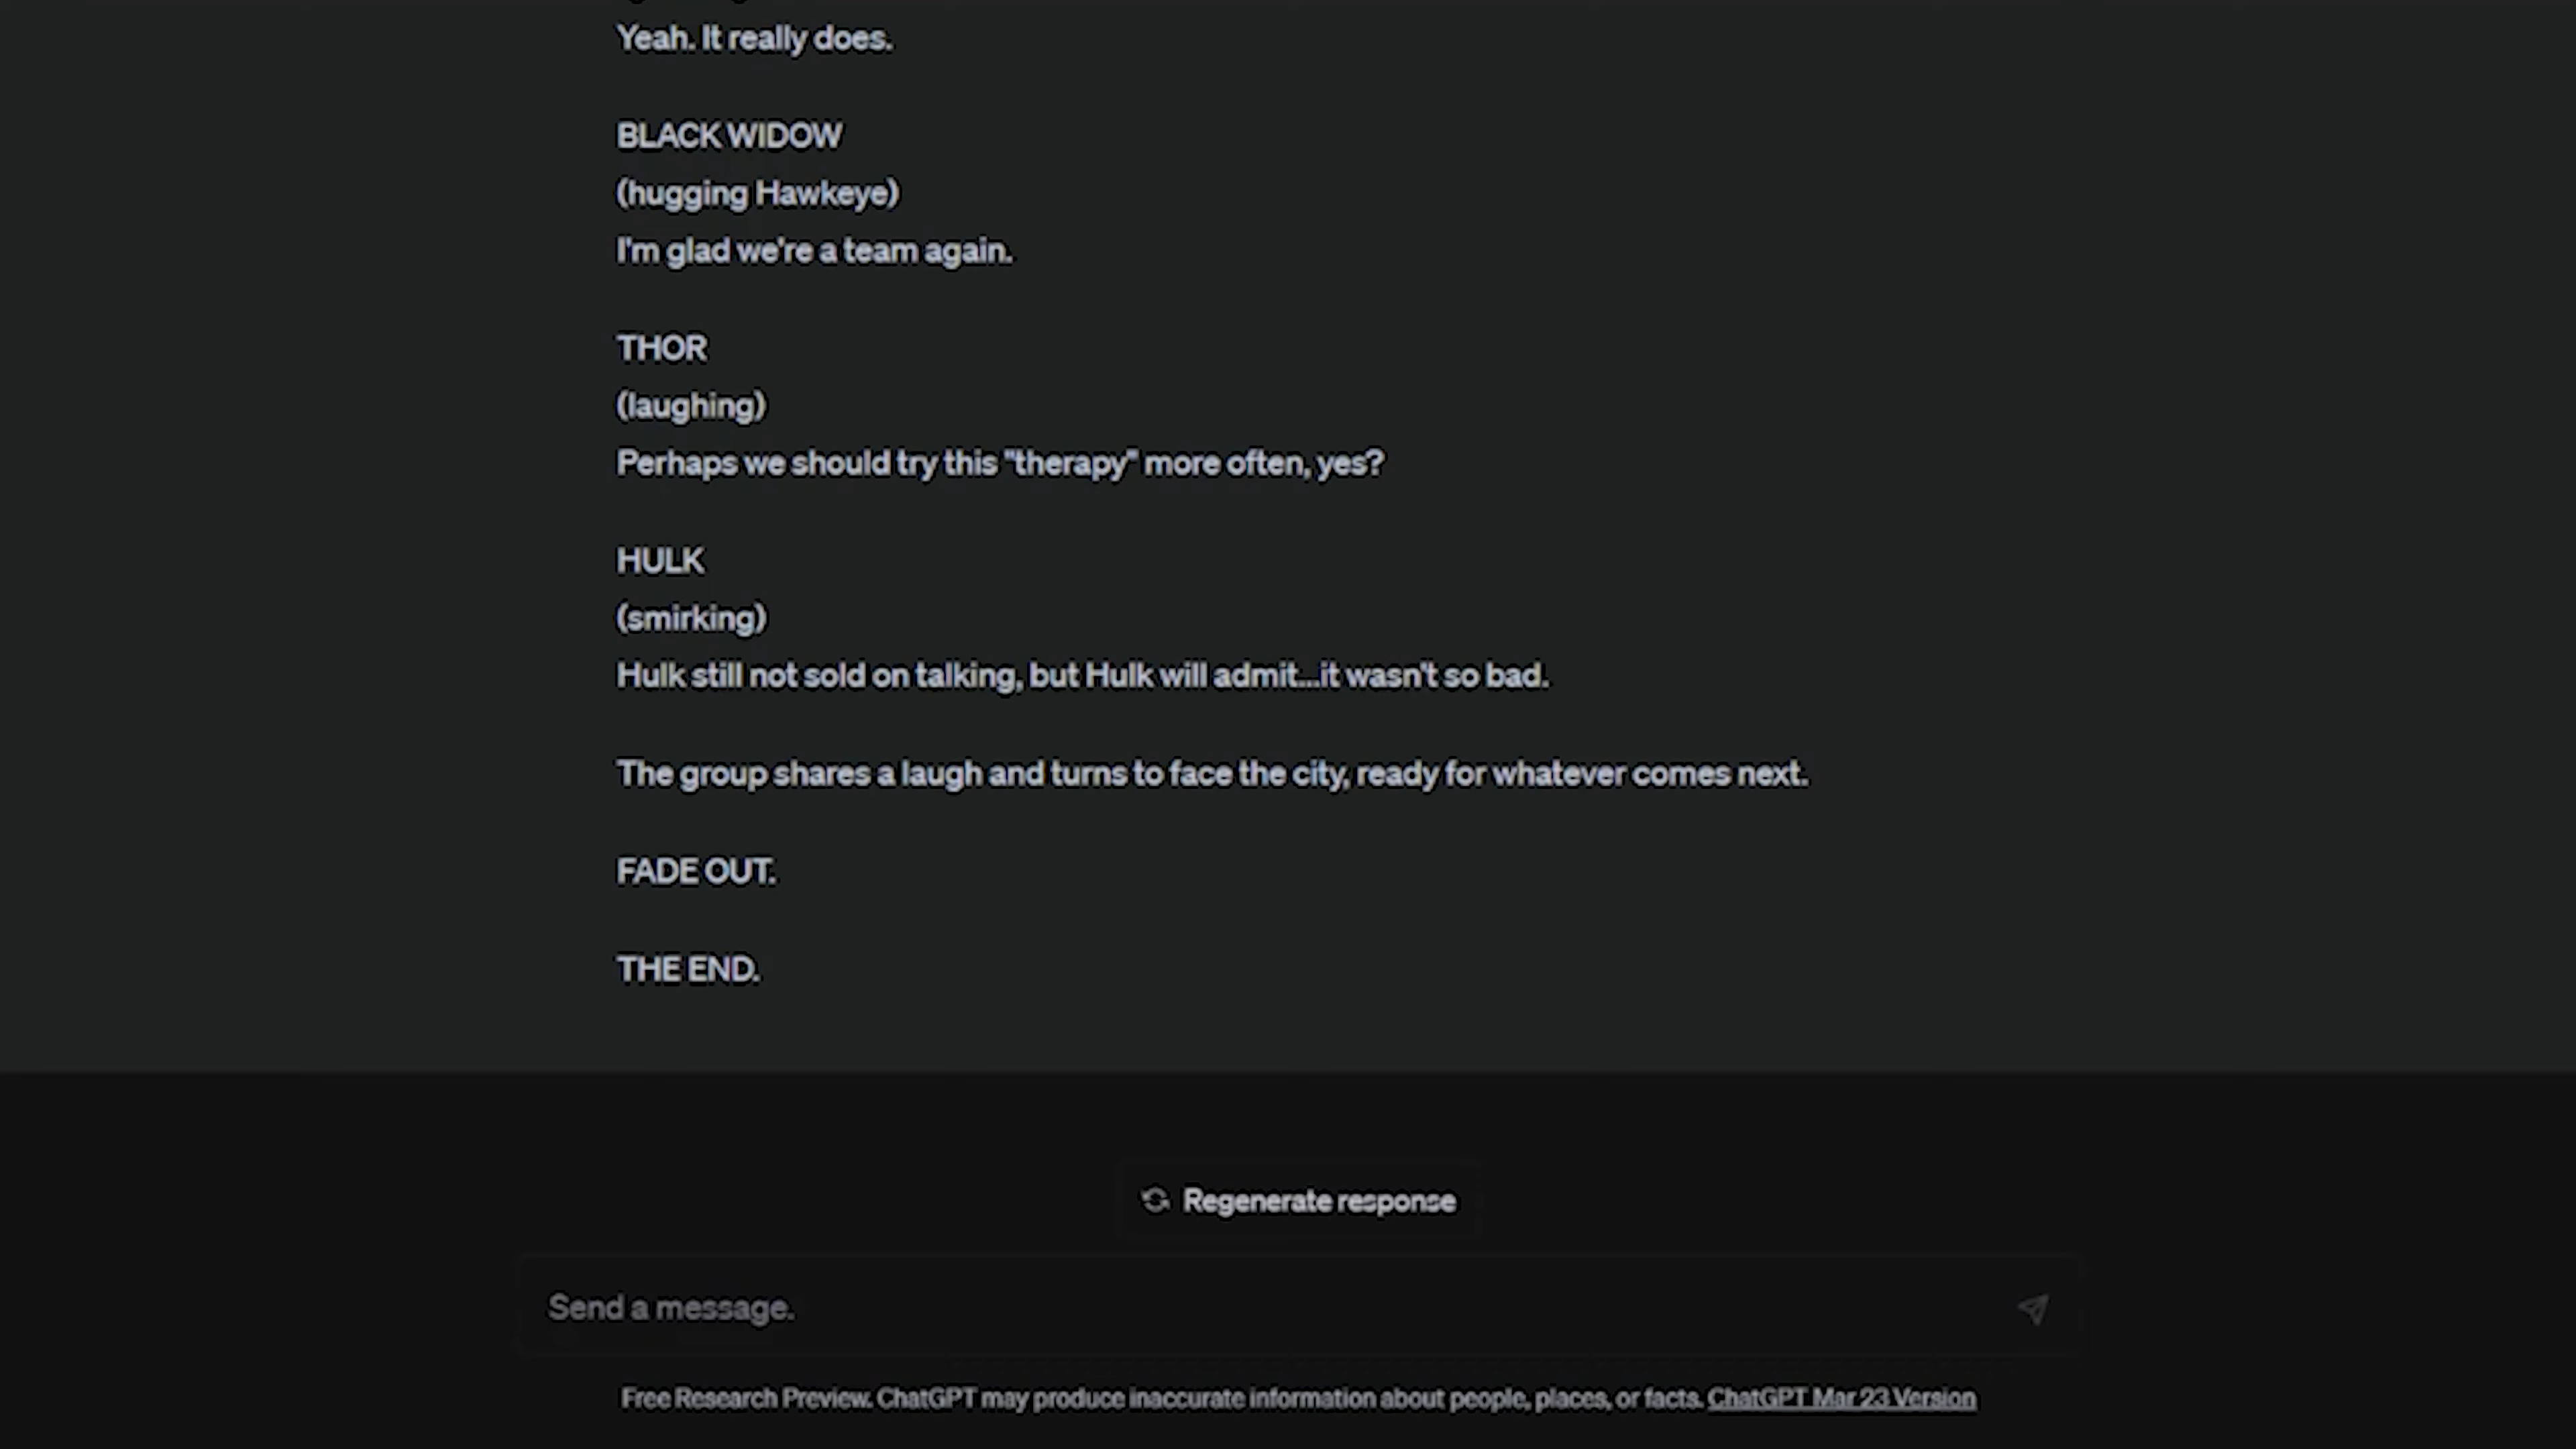 Yeah. It really does.
BLACK WIDOW
(hugging Hawkeye)
I'm glad we're a team again.
THOR
(laughing)
Perhaps we should try this "therapy" more often, yes?
HULK
(smirking)
Hulk still not sold on talking, but Hulk will admit...it wasn't so bad.
The group shares a laugh and turns to face the city, ready for whatever comes next.
FADE OUT.
THE END.
Regenerate response
Send a message.
Free Research Preview. ChatGPT may produce inaccurate information about people, places, or facts. ChatGPT Mar 23 Version